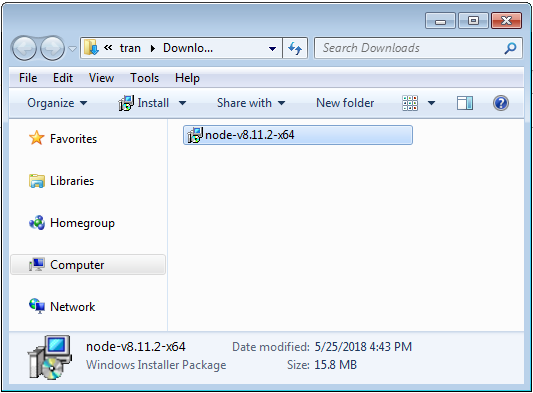 « tran Downlo...
Search Downloads
File Edit View Tools Help
Organize Install Share with New folder
Favorites
node-v8.11.2-x64
Libraries
Homegroup
Computer
Network
node-v8.11.2-x64 Date modified: 5/25/2018 4:43 PM
Windows Installer Package Size: 15.8 MB